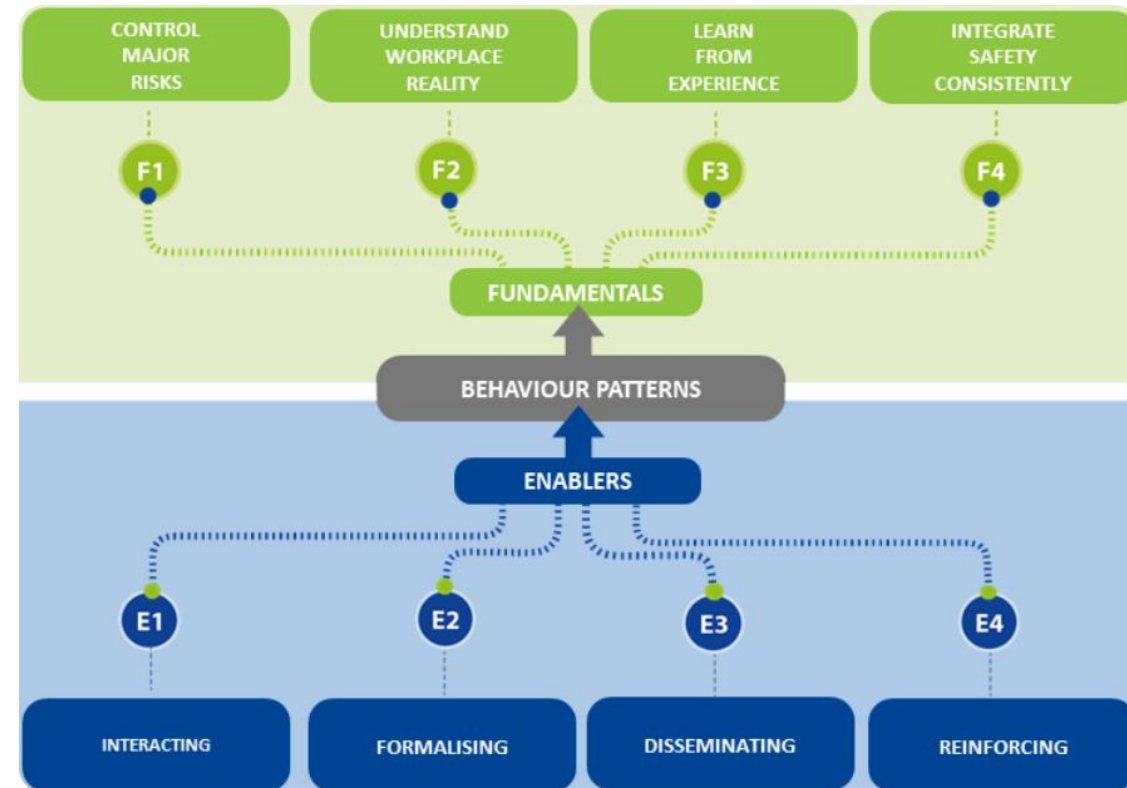 CONTROL
MAJOR
RISKS
UNDERSTAND
WORKPLACE
REALITY
LEARN
FROM
EXPERIENCE
INTEGRATE
SAFETY
CONSISTENTLY
F1
F2
F3
F4
FUNDAMENTALS
BEHAVIOUR PATTERNS
ENABLERS
E1
E2
E3
E4
INTERACTING
FORMALISING
DISSEMINATING
REINFORCING